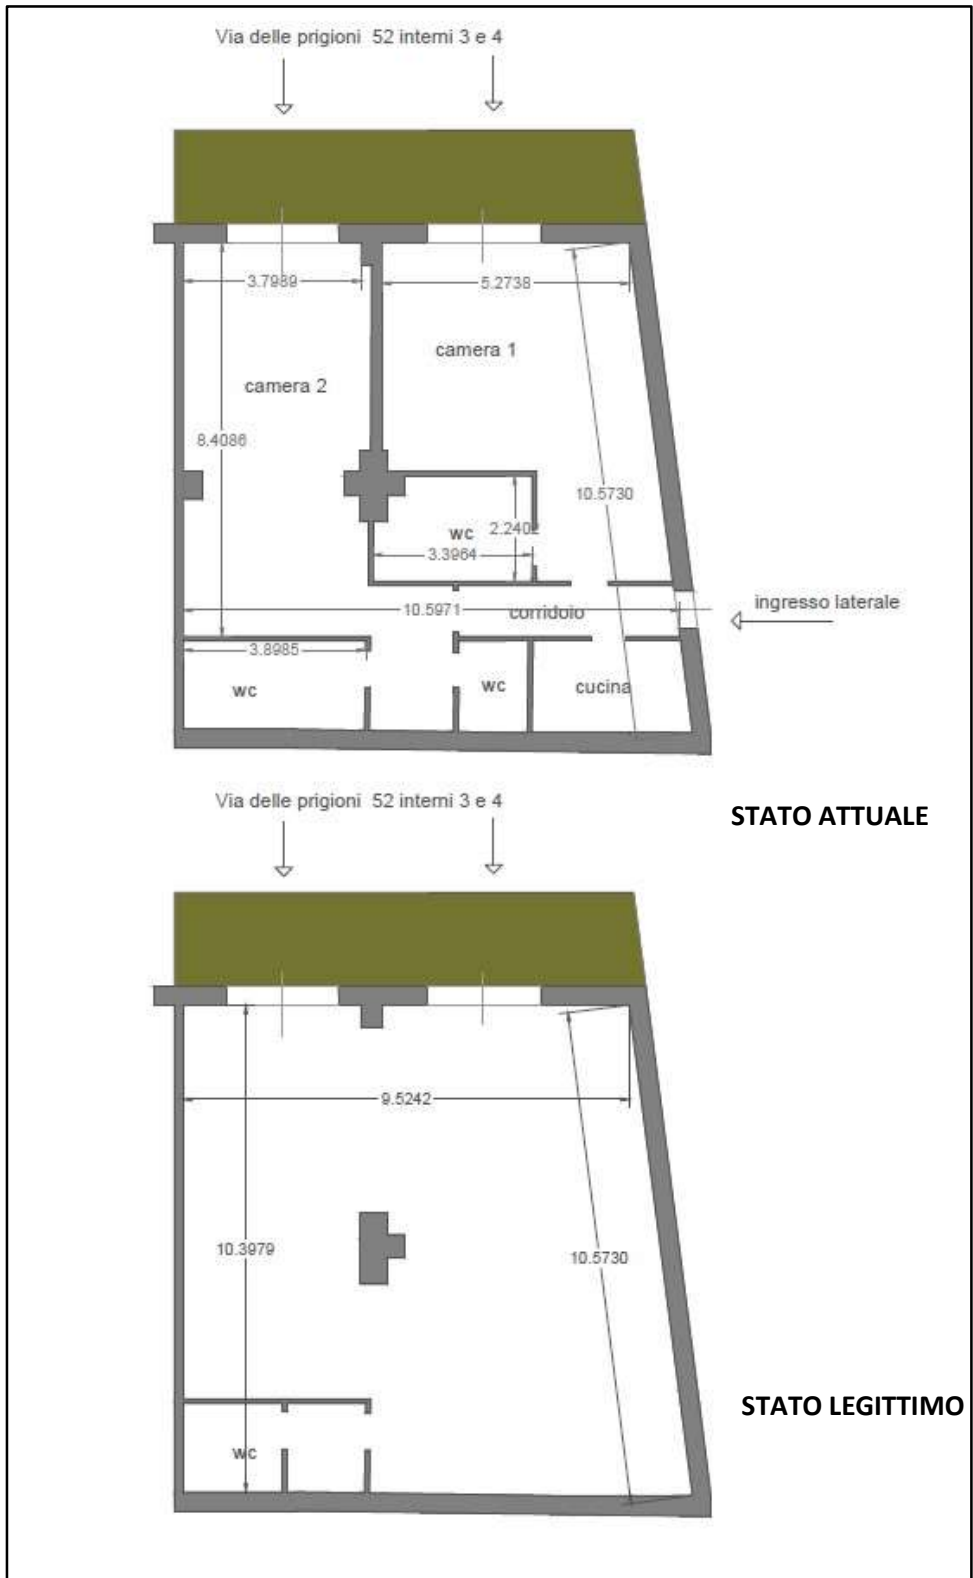 Via delle prigioni 52 interni 3 e 4
3.7989
5.2738
camera 1
camera 2
8.4086
10.5730
wc
2.2402
3.3964
10.5971
corridoio
ingresso laterale
3.8985
wc
wc
cucina
Via delle prigioni 52 interni 3 e 4
STATO ATTUALE
9.5242
10.3979
10.5730
STATO LEGITTIMO
wc